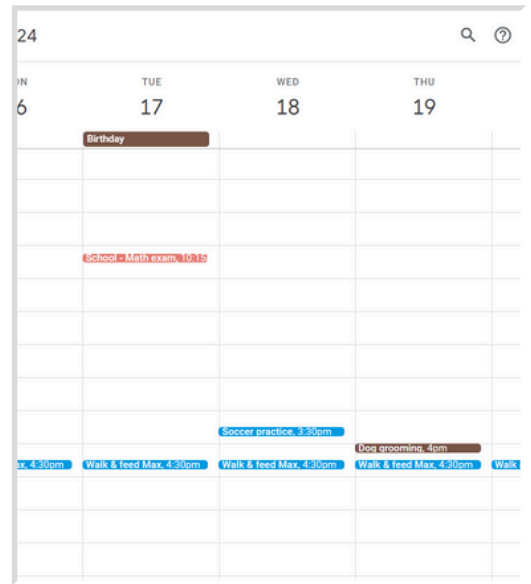 24
ON
6
TUE
17
WED
18
THU
19
Birthday
School - Math exam, 10:15
Soccer practice, 3:30pm
Dog grooming, 4pm
ax, 4:30pm
Walk & feed Max, 4:30pm
Walk & feed Max, 4:30pm
Walk & feed Max, 4:30pm
Walk